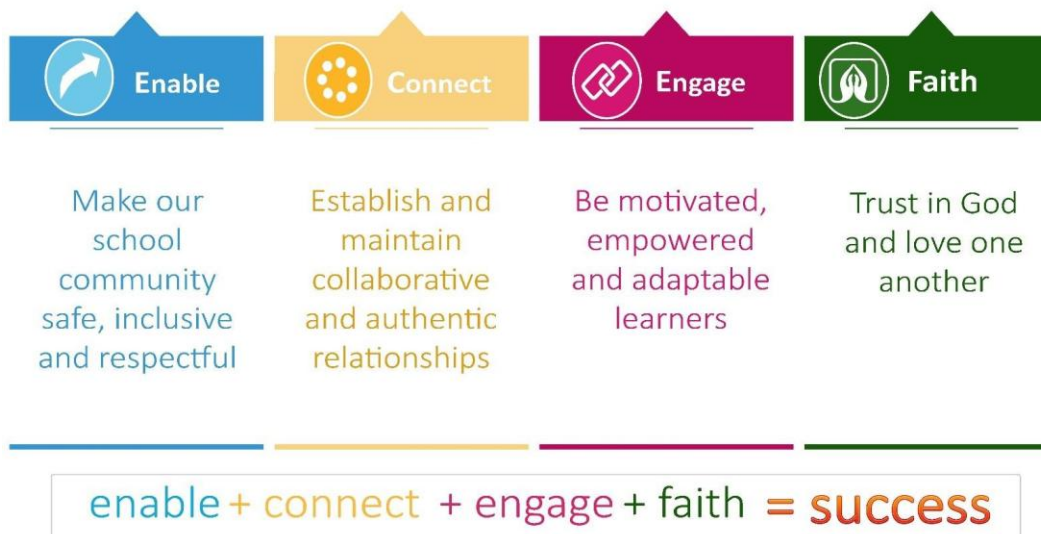 Enable
Make our
school
community
safe, inclusive
and respectful
Connect
Establish and
maintain
collaborative
and authentic
relationships
Engage
Be motivated,
empowered
and adaptable
learners
Faith
Trust in God
and love one
another
enable + connect + engage + faith = success